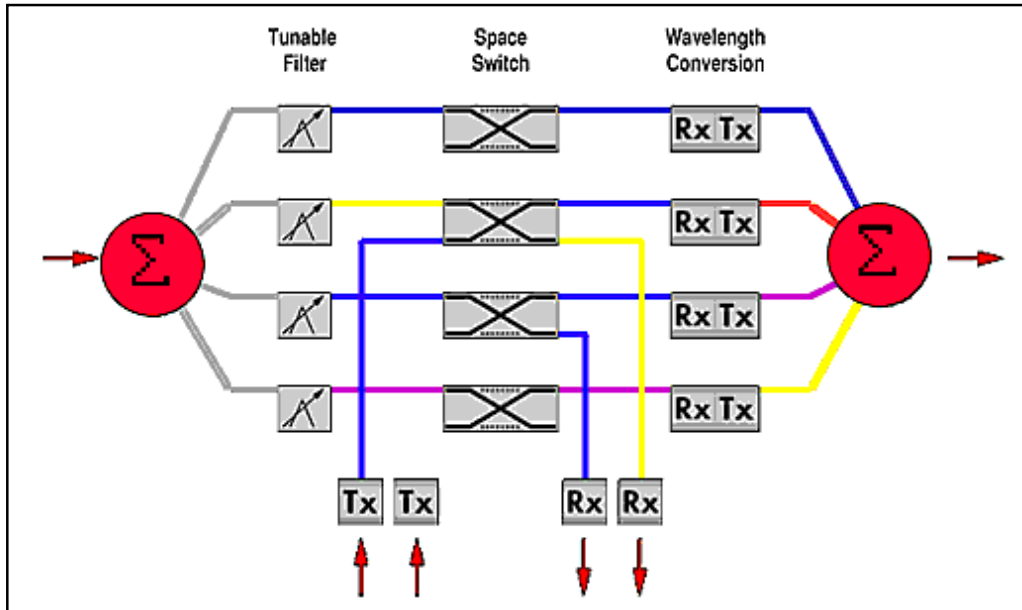 Tunable
Filter
Space
Switch
Wavelength
Conversion
Rx Tx
Rx Tx
Σ
Σ
Rx Tx
Rx Tx
Tx
Tx
Rx
Rx